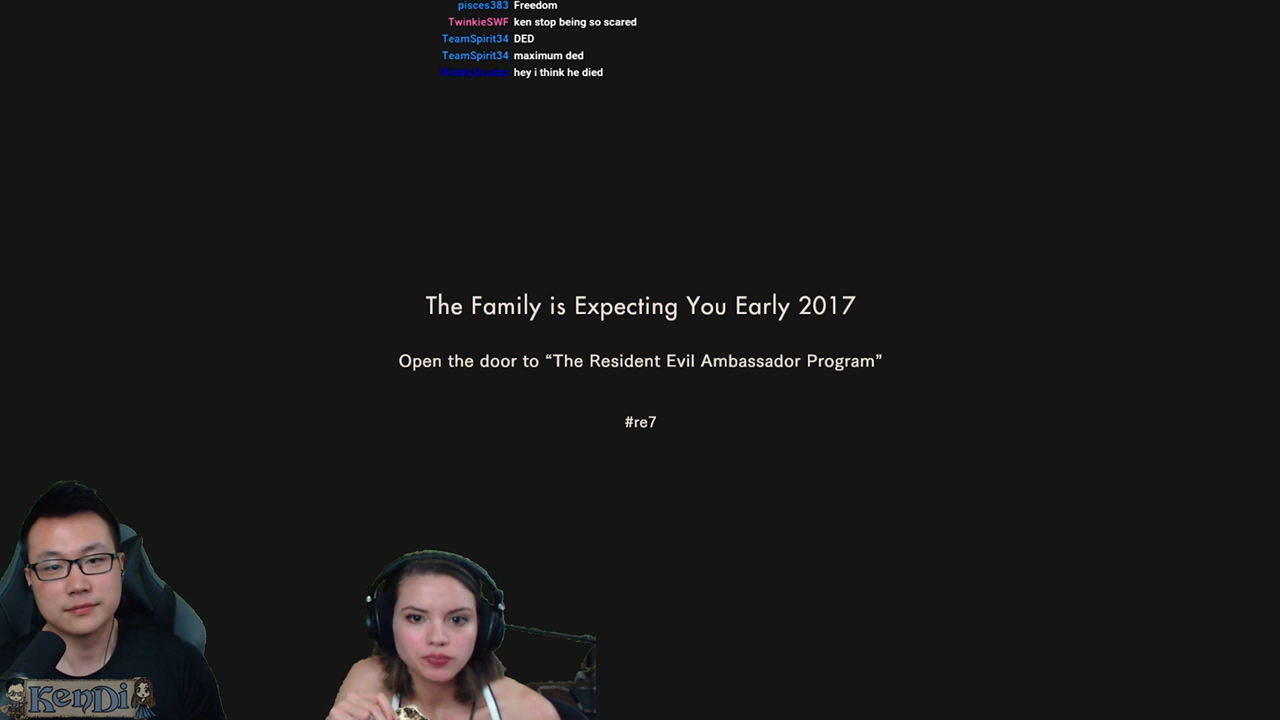 pisces383 Freedom
TwinkieSWF ken stop being so scared
TeamSpirit34 DED
TeamSpirit34 maximum ded
hey i think he died
The Family is Expecting You Early 2017
Open the door to “The Resident Evil Ambassador Program”
#re7
KenDi